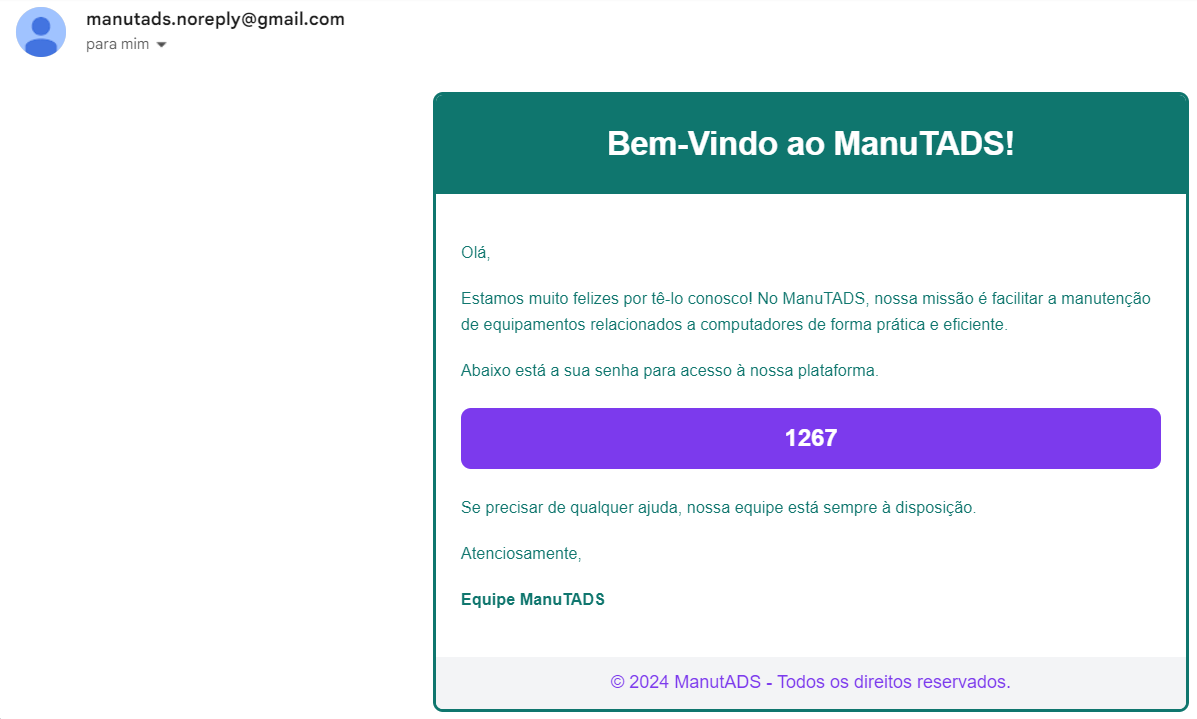 manutads.noreply@gmail.com
para mim
Bem-Vindo ao ManuTADS!
Olá,
Estamos muito felizes por tê-lo conosco! No ManuTADS, nossa missão é facilitar a manutenção
de equipamentos relacionados a computadores de forma prática e eficiente.
Abaixo está a sua senha para acesso à nossa plataforma.
1267
Se precisar de qualquer ajuda, nossa equipe está sempre à disposição.
Atenciosamente,
Equipe ManuTADS
© 2024 ManutADS - Todos os direitos reservados.